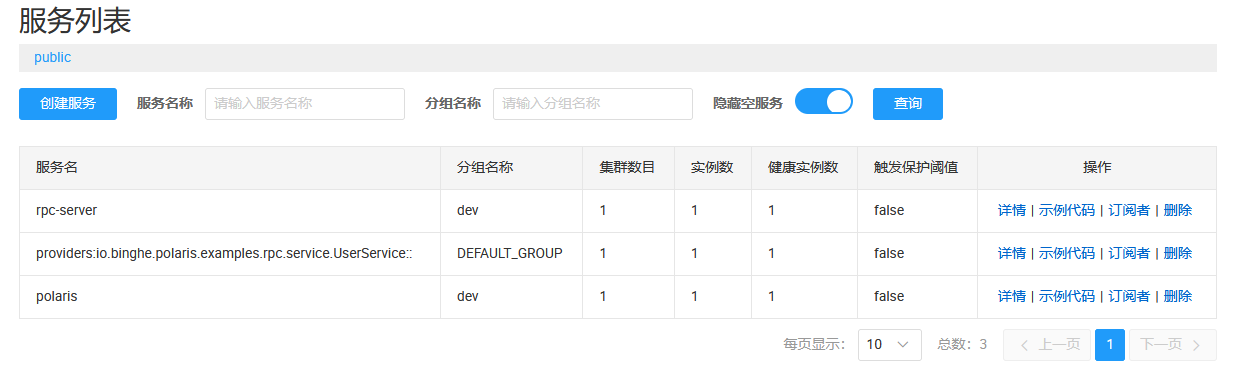 服务列表
public
创建服务 服务名称 请输入服务名称 分组名称 请输入分组名称 隐藏空服务 查询
服务名 分组名称 集群数目 实例数 健康实例数 触发保护阈值 操作
rpc-server dev 1 1 1 false 详情 | 示例代码 | 订阅者 | 删除
providers:io.binghe.polaris.examples.rpc.service.UserService:: DEFAULT_GROUP 1 1 1 false 详情 | 示例代码 | 订阅者 | 删除
polaris dev 1 1 1 false 详情 | 示例代码 | 订阅者 | 删除
每页显示: 10 总数: 3 上一页 1 下一页